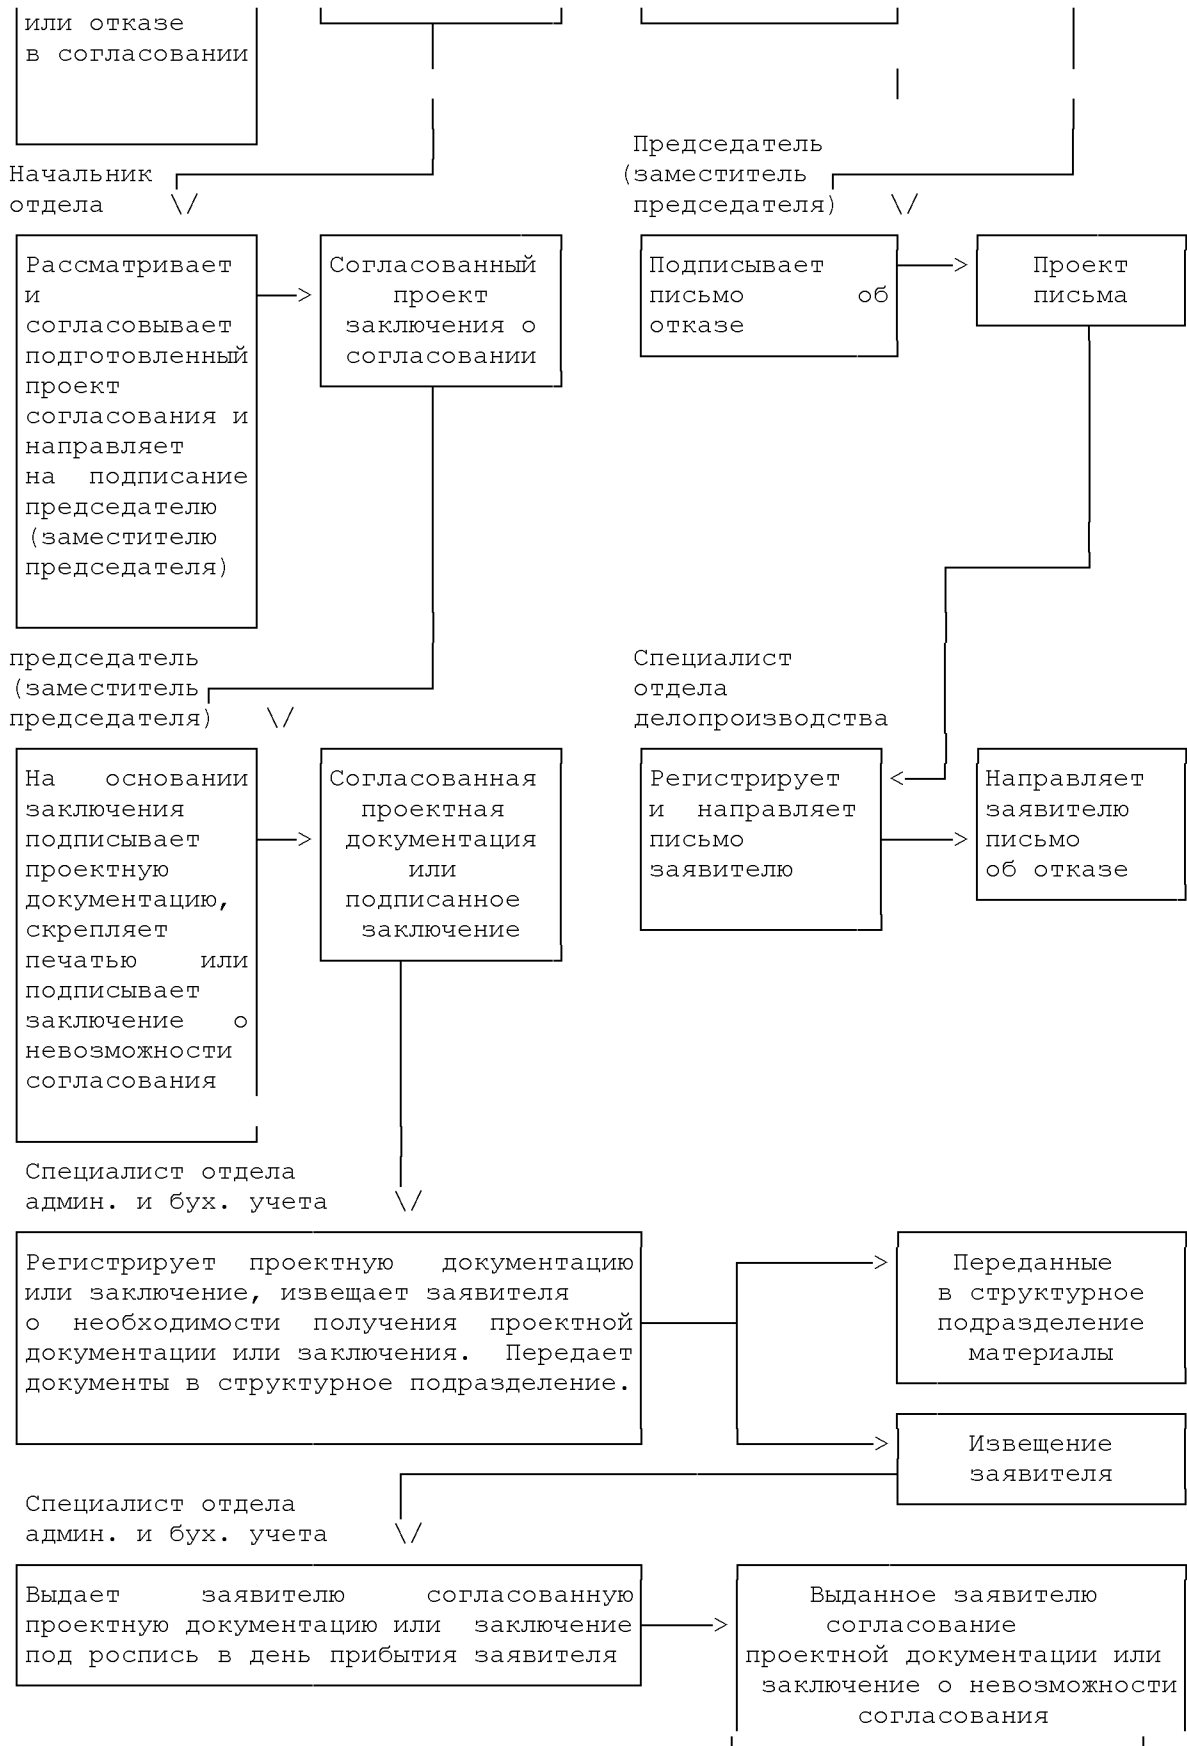 или отказе
в согласовании
Председатель
(заместитель
председателя) \/
Начальник
отдела \/
Рассматривает
и
согласовывает
подготовленный
проект
согласования и
направляет
на подписание
председателю
(заместителю
председателя)
>
Согласованный
проект
заключения о
согласовании
Подписывает
письмо об
отказе
>
Проект
письма
председатель
(заместитель
председателя) \/
Специалист
отдела
делопроизводства
На основании
заключения
подписывает
проектную
документацию,
скрепляет
печатью или
подписывает
заключение о
невозможности
согласования
>
Согласованная
проектная
документация
или
подписанное
заключение
Регистрирует <
и направляет
письмо >
заявителю
Направляет
заявителю
письмо
об отказе
Специалист отдела
админ. и бух. учета \/
Регистрирует проектную документацию
или заключение, извещает заявителя
о необходимости получения проектной
документации или заключения. Передает
документы в структурное подразделение.
>
Переданные
в структурное
подразделение
материалы
>
Извещение
заявителя
Специалист отдела
админ. и бух. учета \/
Выдает заявителю согласованную
проектную документацию или заключение
под роспись в день прибытия заявителя
>
Выданное заявителю
согласование
проектной документации или
заключение о невозможности
согласования